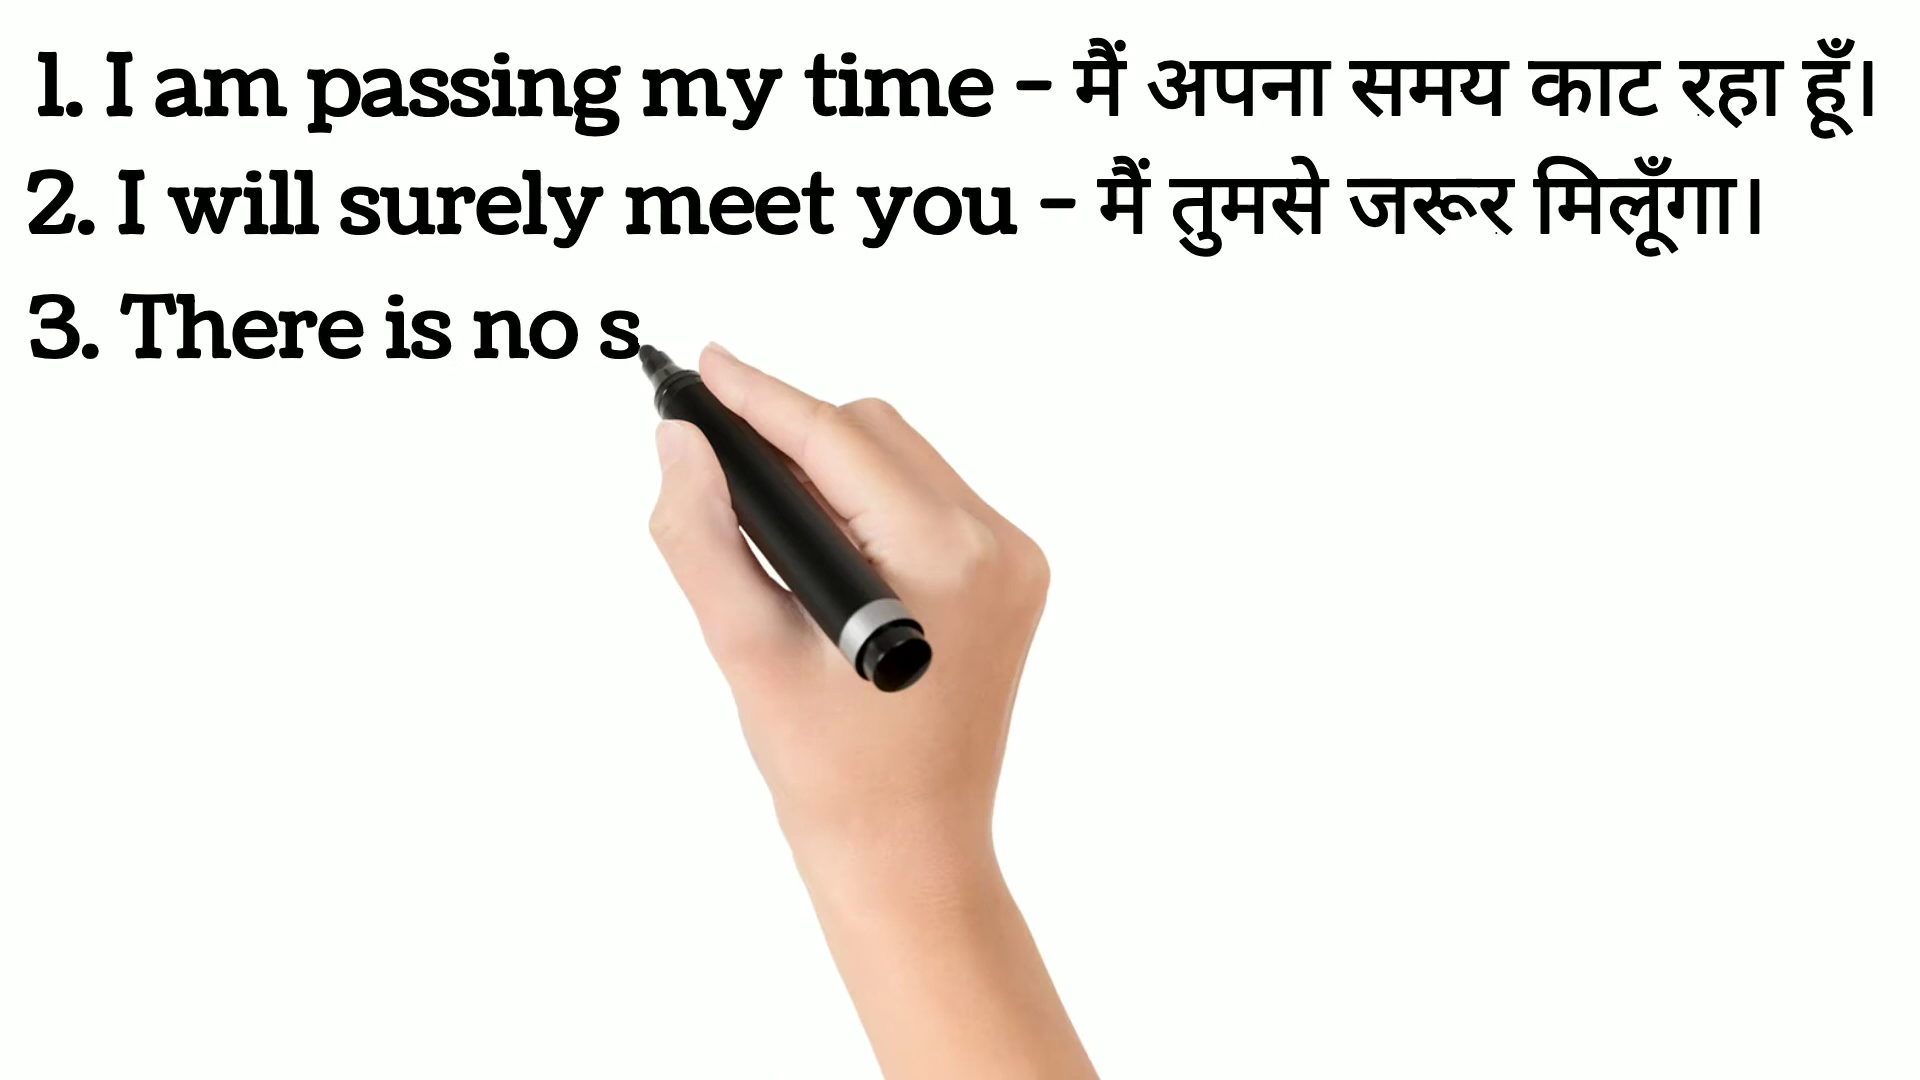 1. I am passing my time - मैं अपना समय काट रहा हूँ।
2. I will surely meet you - मैं तुमसे जरूर मिलूँगा।
3. There is no s